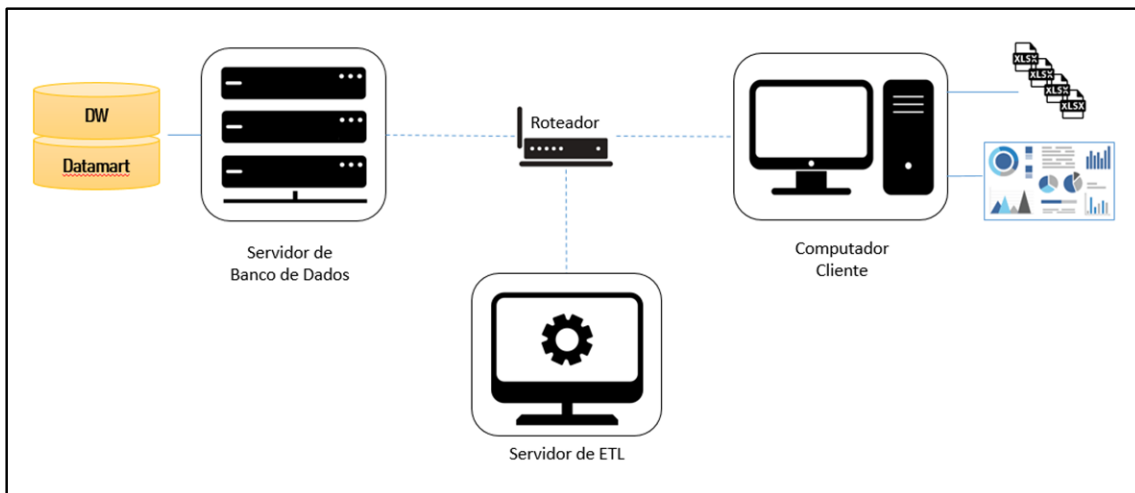 DW
Datamart
Servidor de
Banco de Dados
Roteador
Servidor de ETL
Computador
Cliente
XLSX
XLSX
XLSX
XLSX